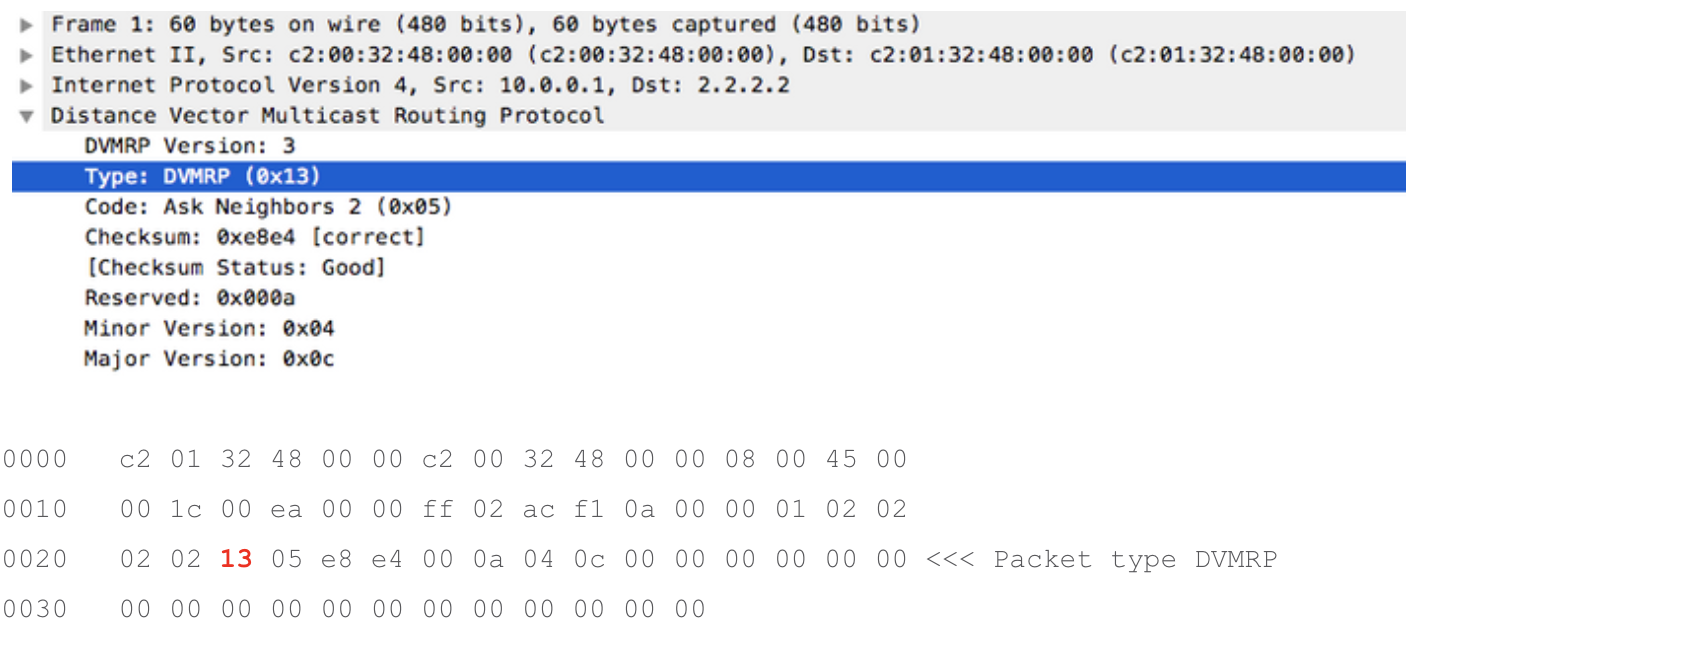 Frame 1: 60 bytes on wire (480 bits), 60 bytes captured (480 bits)
Ethernet II, Src: c2:00:32:48:00:00 (c2:00:32:48:00:00), Dst: c2:01:32:48:00:00 (c2:01:32:48:00:00)
Internet Protocol Version 4, Src: 10.0.0.1, Dst: 2.2.2.2
Distance Vector Multicast Routing Protocol
DVMRP Version: 3
Type: DVMRP (0x13)
Code: Ask Neighbors 2 (0x05)
Checksum: 0xe8e4 [correct]
[Checksum Status: Good]
Reserved: 0x000a
Minor Version: 0x04
Major Version: 0x0c
0000 c2 01 32 48 00 00 c2 00 32 48 00 00 08 00 45 00
0010 00 1c 00 ea 00 00 ff 02 ac f1 0a 00 00 01 02 02
0020 02 02 13 05 e8 e4 00 0a 04 0c 00 00 00 00 00 00 <<< Packet type DVMRP
0030 00 00 00 00 00 00 00 00 00 00 00 00